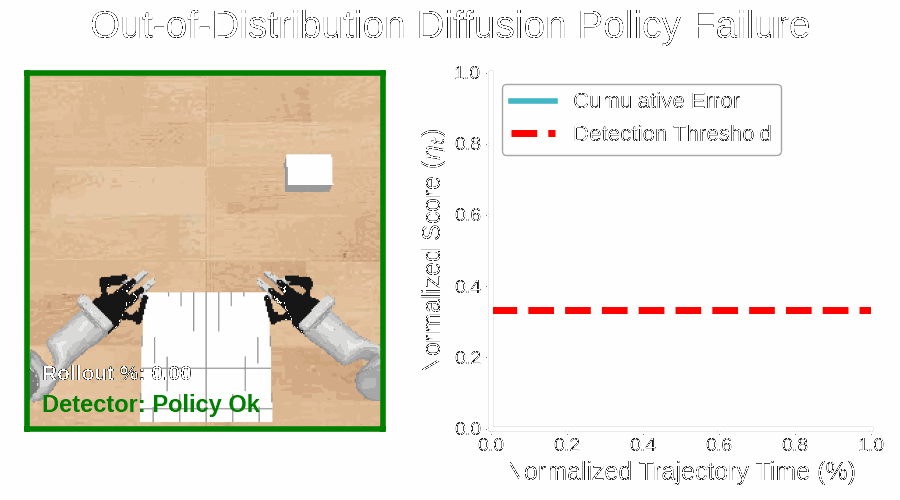 Out-of-Distribution Diffusion Policy Failure
Rollout %: 0.00
Detector: Policy Ok
Normalized Score (n_t)
1.0
0.8
0.6
0.4
0.2
0.0
Cumulative Error
Detection Threshold
0.0 0.2 0.4 0.6 0.8 1.0
Normalized Trajectory Time (%)